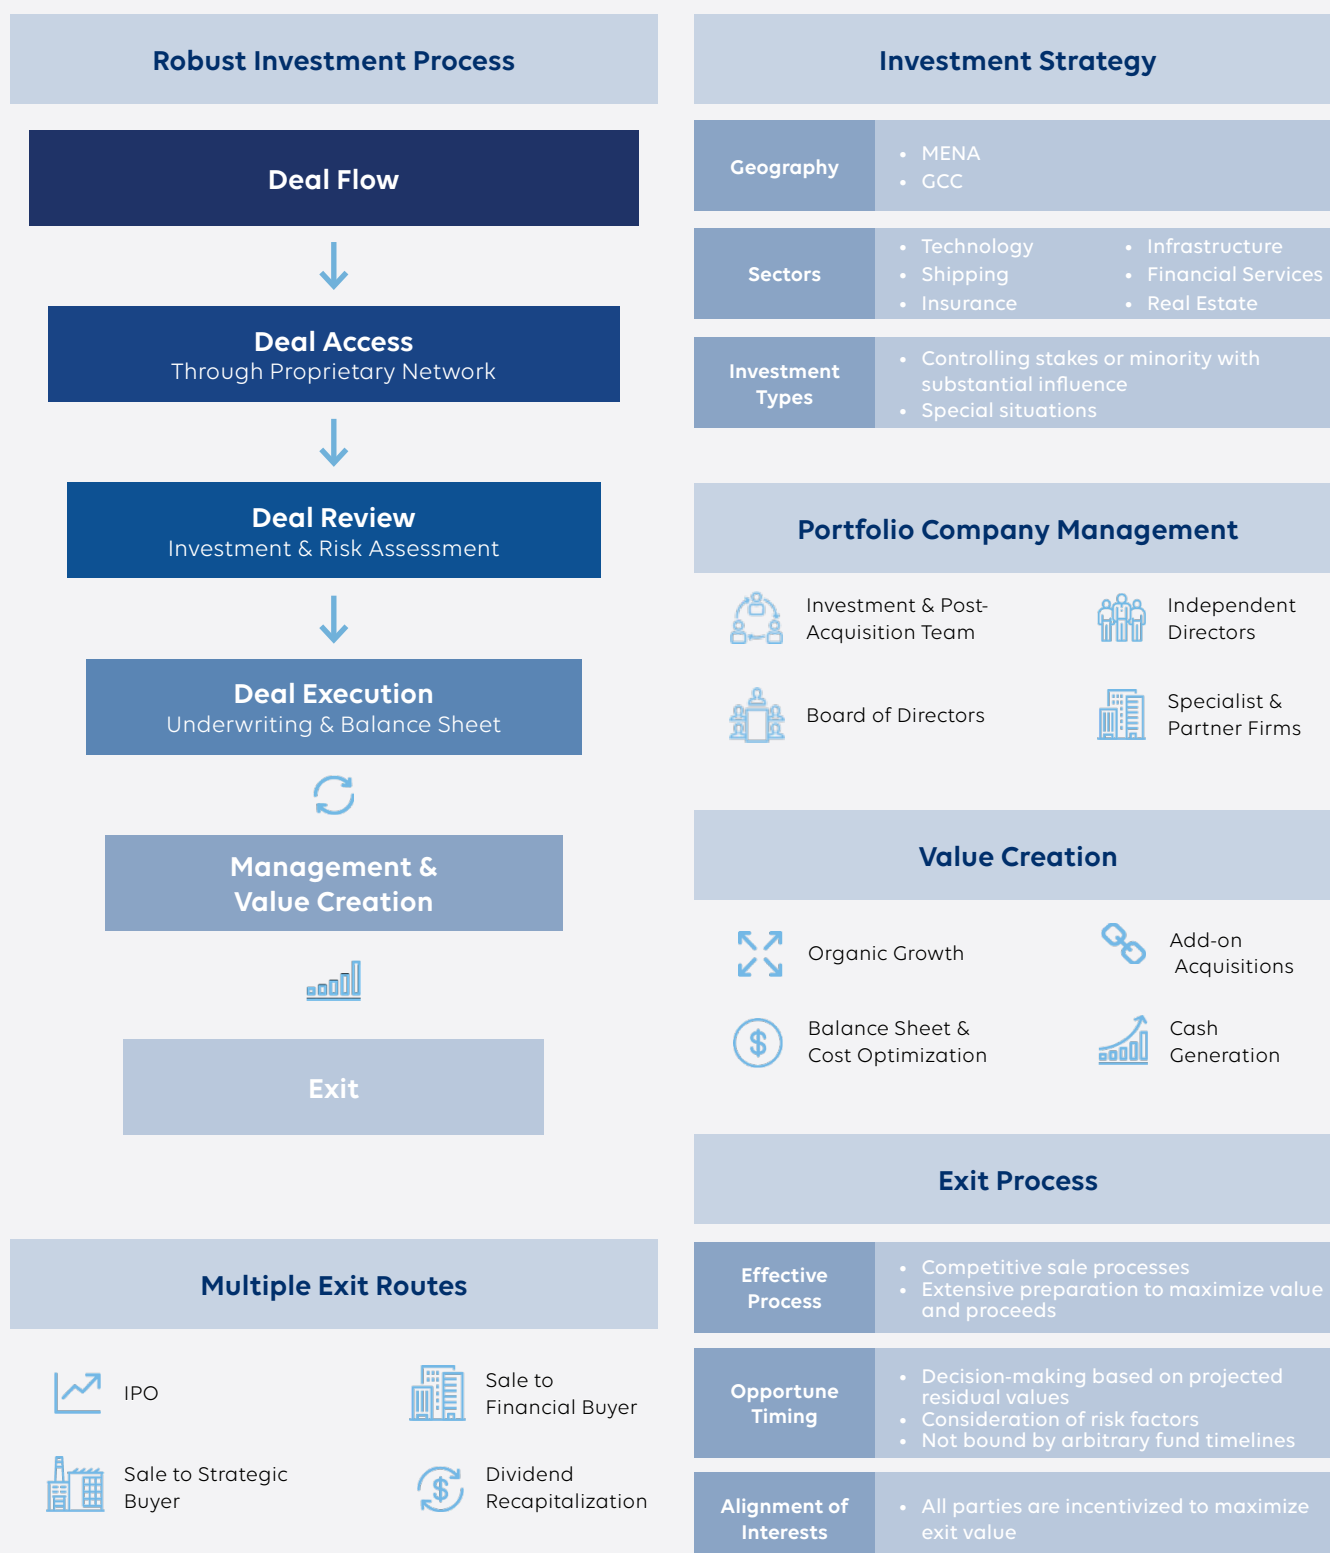 Robust Investment Process
Deal Flow
Deal Access
Through Proprietary Network
Deal Review
Investment & Risk Assessment
Deal Execution
Underwriting & Balance Sheet
Management &
Value Creation
Exit
Multiple Exit Routes
IPO
Sale to
Financial Buyer
Sale to Strategic
Buyer
Dividend
Recapitalization
Investment Strategy
Geography
• MENA
• GCC
Sectors
• Technology
• Shipping
• Insurance
• Infrastructure
• Financial Services
• Real Estate
Investment
Types
• Controlling stakes or minority with
substantial influence
• Special situations
Portfolio Company Management
Investment & Post-
Acquisition Team
Independent
Directors
Board of Directors
Specialist &
Partner Firms
Value Creation
Organic Growth
Add-on
Acquisitions
Balance Sheet &
Cost Optimization
Cash
Generation
Exit Process
Effective
Process
• Competitive sale processes
• Extensive preparation to maximize value
and proceeds
Opportune
Timing
• Decision-making based on projected
residual values
• Consideration of risk factors
• Not bound by arbitrary fund timelines
Alignment of
Interests
• All parties are incentivized to maximize
exit value